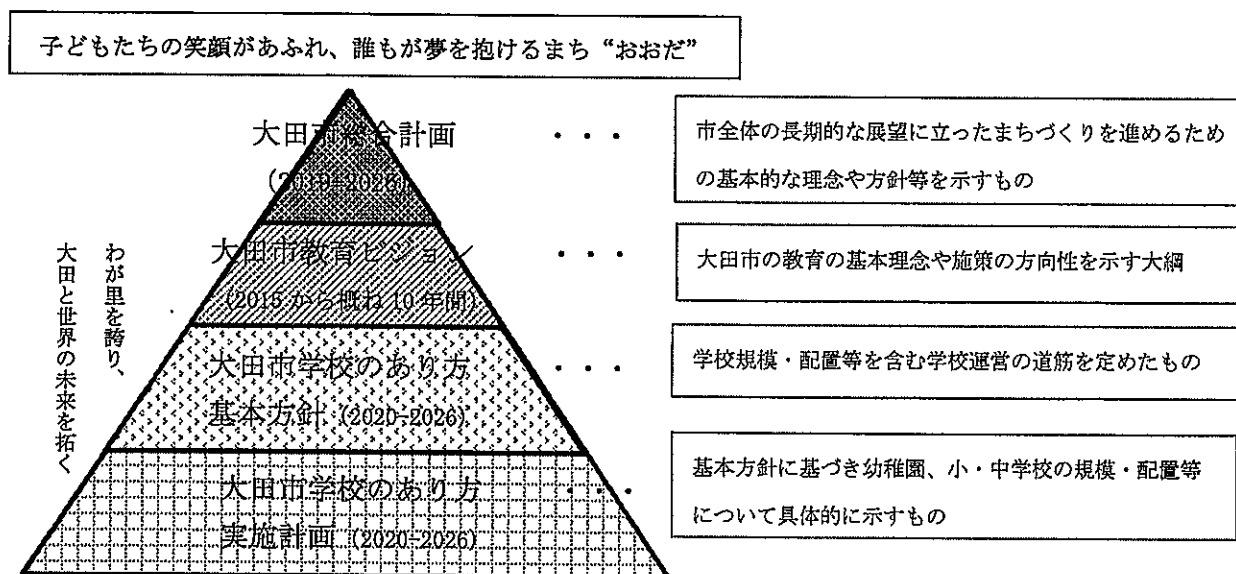 子どもたちの笑顔があふれ、誰もが夢を抱けるまち“おおだ”
大田市総合計画
(2019-2026)
・・・
市全体の長期的な展望に立ったまちづくりを進めるため
の基本的な理念や方針等を示すもの
わが里を誇り、
大田と世界の未来を拓く
大田市教育ビジョン
(2015から概ね10年間)
・・・
大田市の教育の基本理念や施策の方向性を示す大綱
大田市学校のあり方
基本方針(2020-2026)
・・・
学校規模・配置等を含む学校運営の道筋を定めたもの
大田市学校のあり方
実施計画(2020-2026)
・・・
基本方針に基づき幼稚園、小・中学校の規模・配置等
について具体的に示すもの